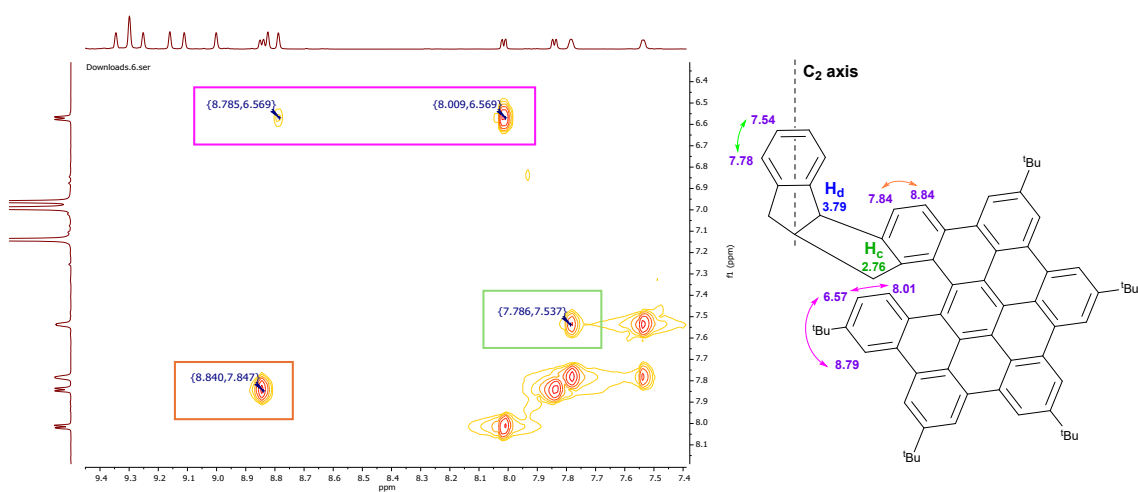 Downloads.6.ser
{8.785,6.569}
{8.009,6.569}
{7.786,7.537}
{8.840,7.847}
6.4
6.5
6.6
6.7
6.8
6.9
7.0
7.1
7.2
7.3
7.4
7.5
7.6
7.7
7.8
7.9
8.0
8.1
f1 (ppm)
9.4 9.3 9.2 9.1 9.0 8.9 8.8 8.7 8.6 8.5 8.4 8.3 8.2 8.1 8.0 7.9 7.8 7.7 7.6 7.5 7.4
ppm
C2 axis
7.54
7.78
Hd
3.79
7.84
8.84
tBu
Hc
2.76
6.57
8.01
tBu
tBu
8.79
tBu
tBu